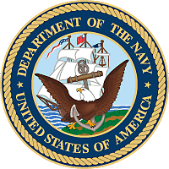 DEPARTMENT OF THE NAVY
UNITED STATES OF AMERICA